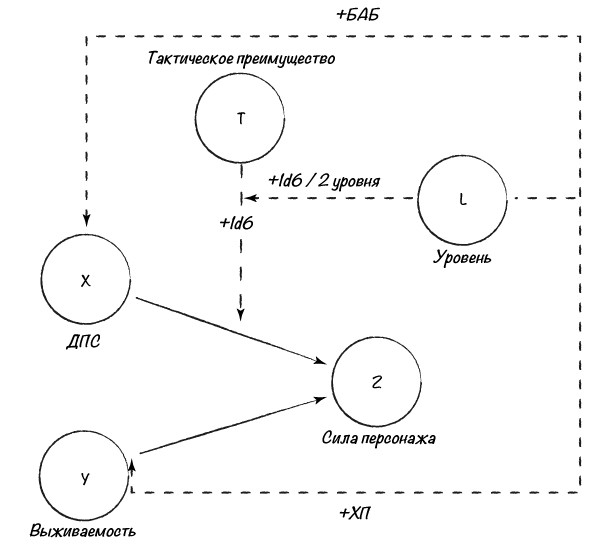 +БАБ
Тактическое преимущество
T
+1d6 / 2 уровня
L
+1d6
Уровень
X
ДПС
Z
Сила персонажа
Y
+ХП
Выживаемость